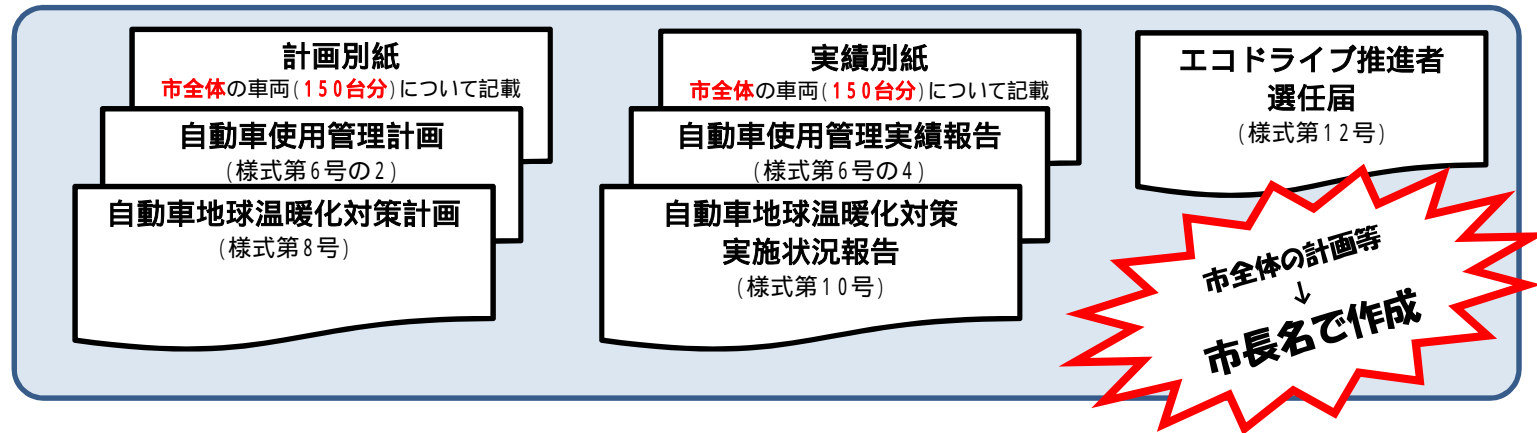 計画別紙
市全体の車両(150台分)について記載
自動車使用管理計画
(様式第6号の2)
自動車地球温暖化対策計画
(様式第8号)
実績別紙
市全体の車両(150台分)について記載
自動車使用管理実績報告
(様式第6号の4)
自動車地球温暖化対策
実施状況報告
(様式第10号)
エコドライブ推進者
選任届
(様式第12号)
市全体の計画等
↓
市長名で作成